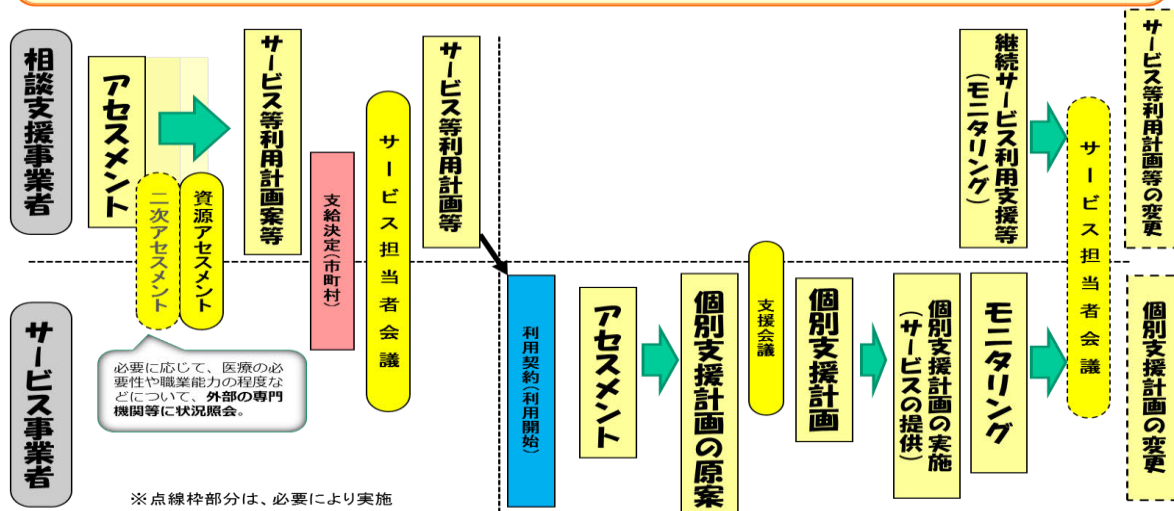 相談支援事業者
アセスメント
二次アセスメント
資源アセスメント
サービス等利用計画案等
支給決定(市町村)
サービス担当者会議
サービス等利用計画等
継続サービス利用支援等
(モニタリング)
サービス担当者会議
サービス等利用計画等の変更
サービス事業者
必要に応じて、医療の必
要性や職業能力の程度な
どについて、外部の専門
機関等に状況照会。
利用契約(利用開始)
アセスメント
個別支援計画の原案
支援会議
個別支援計画
個別支援計画の実施
(サービスの提供)
モニタリング
個別支援計画の変更
※点線枠部分は、必要により実施